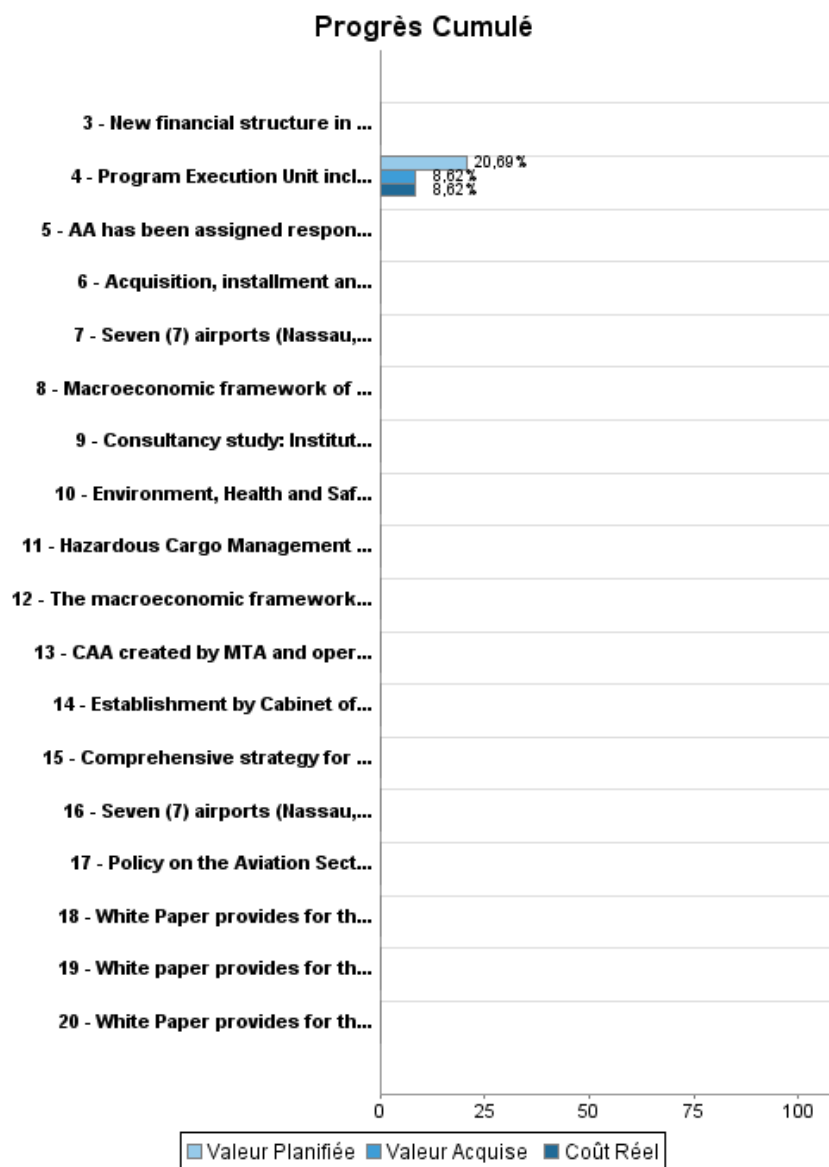 Progrès Cumulé
3 - New financial structure in ...
4 - Program Execution Unit incl...
20,69%
8,62%
8,62%
5 - AA has been assigned respon...
6 - Acquisition, installment an...
7 - Seven (7) airports (Nassau,...
8 - Macroeconomic framework of ...
9 - Consultancy study: Institut...
10 - Environment, Health and Saf...
11 - Hazardous Cargo Management ...
12 - The macroeconomic framework...
13 - CAA created by MTA and oper...
14 - Establishment by Cabinet of...
15 - Comprehensive strategy for ...
16 - Seven (7) airports (Nassau,...
17 - Policy on the Aviation Sect...
18 - White Paper provides for th...
19 - White paper provides for th...
20 - White Paper provides for th...
0 25 50 75 100
Valeur Planifiée Valeur Acquise Coût Réel